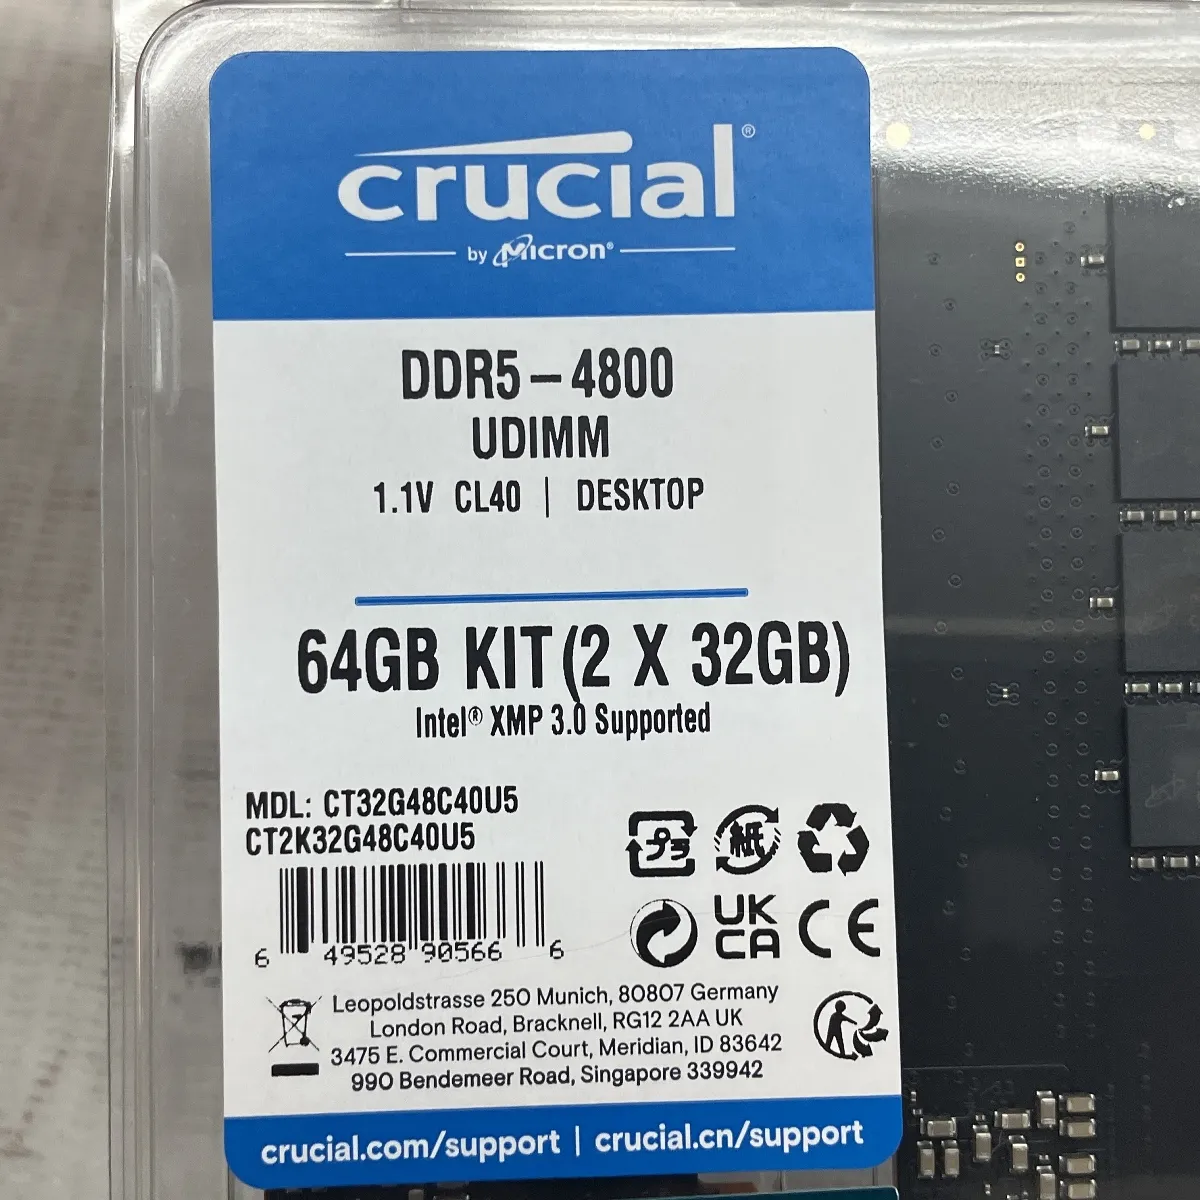 crucial®
by Micron®
DDR5 – 4800
UDIMM
1.1V CL40 | DESKTOP
64GB KIT(2 X 32GB)
Intel® XMP 3.0 Supported
MDL: CT32G48C40U5
CT2K32G48C40U5
6 49528 90566 6
プラ
紙
UK
CA
CE
Leopoldstrasse 250 Munich, 80807 Germany
London Road, Bracknell, RG12 2AA UK
3475 E. Commercial Court, Meridian, ID 83642
990 Bendemeer Road, Singapore 339942
crucial.com/support | crucial.cn/support